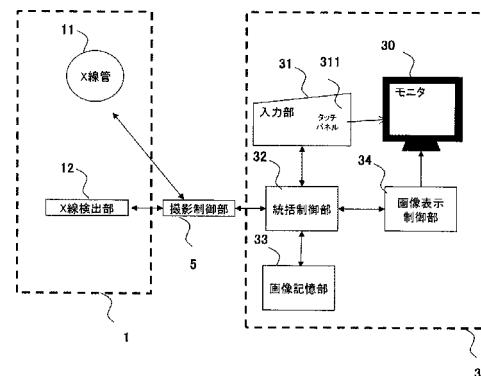 11
X線管
12
X線検出部
撮影制御部
5
1
31
311
入力部
タッチ
パネル
30
モニタ
32
統括制御部
34
画像表示
制御部
33
画像記憶部
3